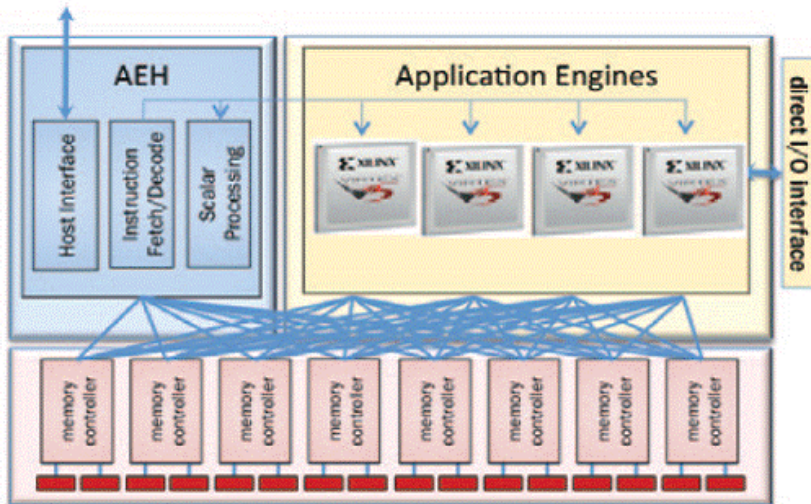 AEH
Host Interface
Instruction
Fetch/Decode
Scalar
Processing
Application Engines
XILINX
XILINX
XILINX
XILINX
direct I/O interface
memory
controller
memory
controller
memory
controller
memory
controller
memory
controller
memory
controller
memory
controller
memory
controller